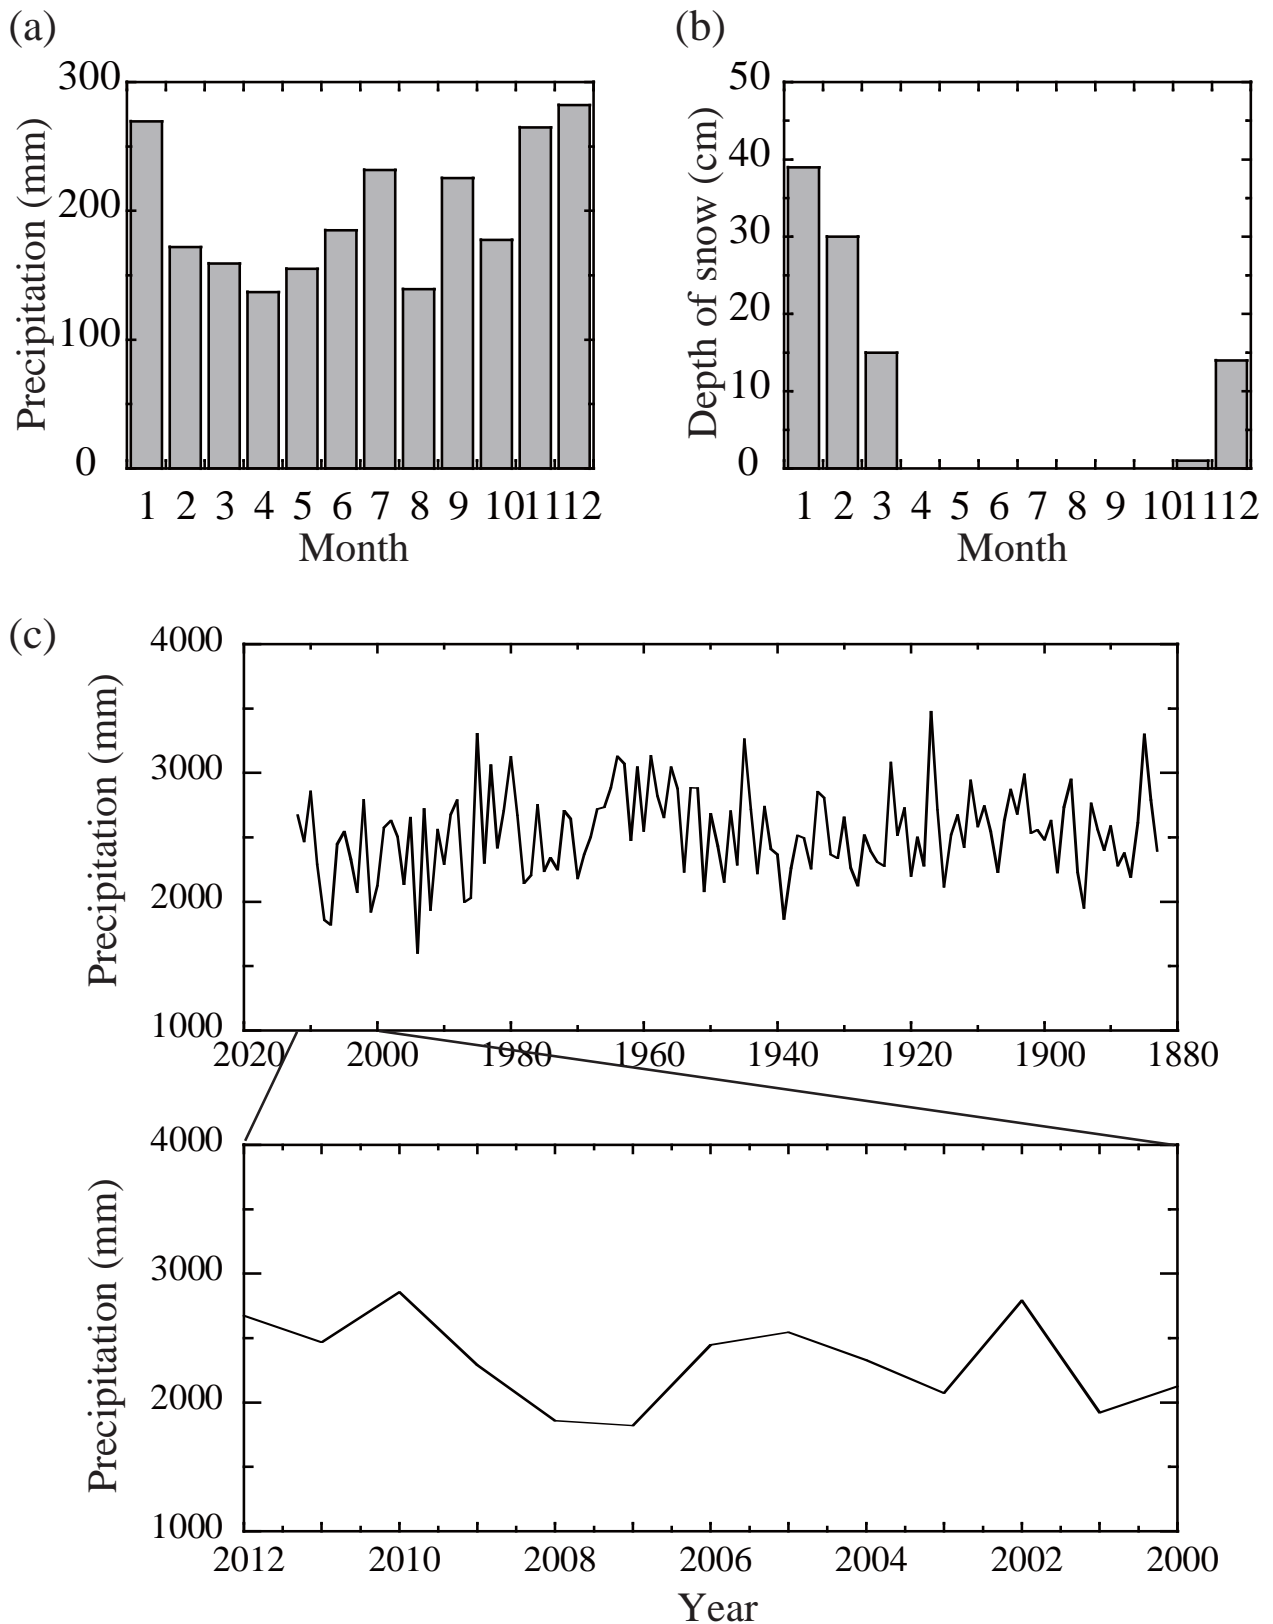 (a)
300
200
100
0
Precipitation (mm)
1 2 3 4 5 6 7 8 9 101112
Month
(b)
50
40
30
20
10
0
Depth of snow (cm)
1 2 3 4 5 6 7 8 9 101112
Month
(c)
4000
3000
2000
1000
Precipitation (mm)
2020 2000 1980 1960 1940 1920 1900 1880
4000
3000
2000
1000
Precipitation (mm)
2012 2010 2008 2006 2004 2002 2000
Year